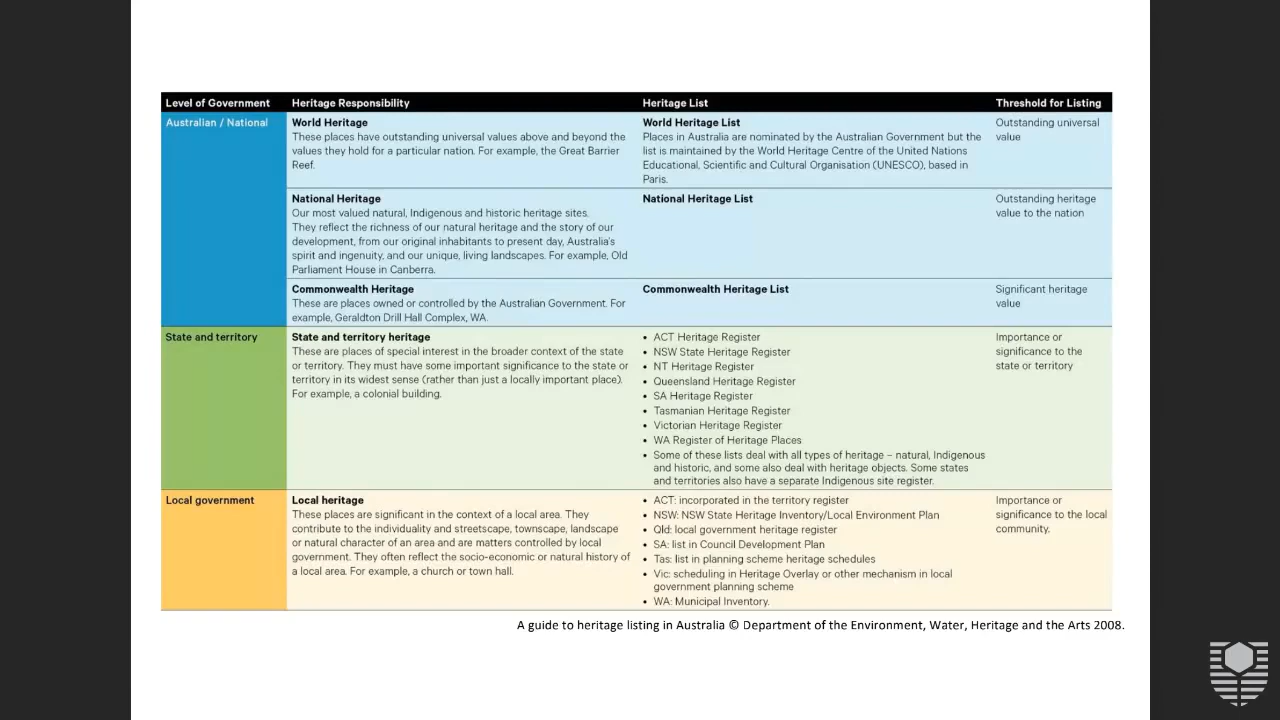 Level of Government Heritage Responsibility Heritage List Threshold for Listing
Australian / National
World Heritage
These places have outstanding universal values above and beyond the
values they hold for a particular nation. For example, the Great Barrier
Reef.
World Heritage List
Places in Australia are nominated by the Australian Government but the
list is maintained by the World Heritage Centre of the United Nations
Educational, Scientific and Cultural Organisation (UNESCO), based in
Paris.
Outstanding universal
value
National Heritage
Our most valued natural, Indigenous and historic heritage sites.
They reflect the richness of our natural heritage and the story of our
development, from our original inhabitants to present day, Australia's
spirit and ingenuity, and our unique, living landscapes. For example, Old
Parliament House in Canberra.
National Heritage List
Outstanding heritage
value to the nation
Commonwealth Heritage
These are places owned or controlled by the Australian Government. For
example, Geraldton Drill Hall Complex, WA.
Commonwealth Heritage List
Significant heritage
value
State and territory
State and territory heritage
These are places of special interest in the broader context of the state
or territory. They must have some important significance to the state or
territory in its widest sense (rather than just a locally important place).
For example, a colonial building.
• ACT Heritage Register
• NSW State Heritage Register
• NT Heritage Register
• Queensland Heritage Register
• SA Heritage Register
• Tasmanian Heritage Register
• Victorian Heritage Register
• WA Register of Heritage Places
• Some of these lists deal with all types of heritage – natural, Indigenous
and historic, and some also deal with heritage objects. Some states
and territories also have a separate Indigenous site register.
Importance or
significance to the
state or territory
Local government
Local heritage
These places are significant in the context of a local area. They
contribute to the individuality and streetscape, townscape, landscape
or natural character of an area and are matters controlled by local
government. They often reflect the socio-economic or natural history of
a local area. For example, a church or town hall.
• ACT: incorporated in the territory register
• NSW: NSW State Heritage Inventory/Local Environment Plan
• Qld: local government heritage register
• SA: list in Council Development Plan
• Tas: list in planning scheme heritage schedules
• Vic: scheduling in Heritage Overlay or other mechanism in local
government planning scheme
• WA: Municipal Inventory.
Importance or
significance to the local
community.
A guide to heritage listing in Australia © Department of the Environment, Water, Heritage and the Arts 2008.